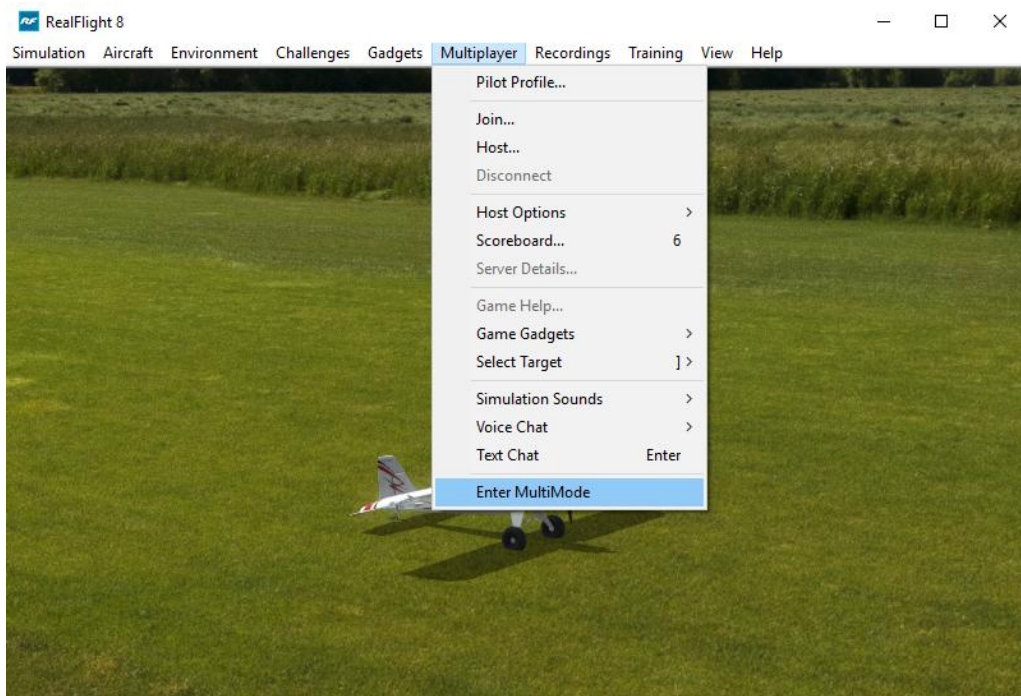 RF RealFlight 8
Simulation Aircraft Environment Challenges Gadgets Multiplayer Recordings Training View Help
Pilot Profile...
Join...
Host...
Disconnect
Host Options
Scoreboard... 6
Server Details...
Game Help...
Game Gadgets
Select Target ]
Simulation Sounds
Voice Chat
Text Chat Enter
Enter MultiMode